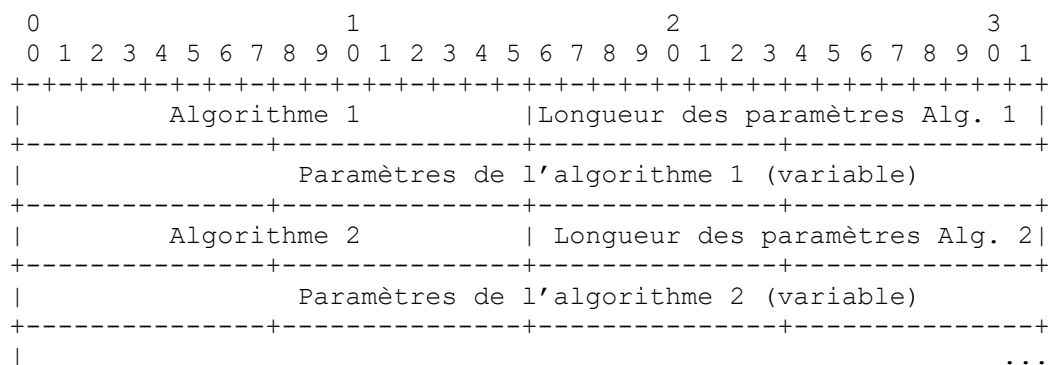 0                   1                   2                   3
 0 1 2 3 4 5 6 7 8 9 0 1 2 3 4 5 6 7 8 9 0 1 2 3 4 5 6 7 8 9 0 1
+-+-+-+-+-+-+-+-+-+-+-+-+-+-+-+-+-+-+-+-+-+-+-+-+-+-+-+-+-+-+-+-+
|         Algorithme 1          |Longueur des paramètres Alg. 1 |
+---------------+---------------+---------------+---------------+
|                 Paramètres de l’algorithme 1 (variable)
+---------------+---------------+---------------+---------------+
|         Algorithme 2          | Longueur des paramètres Alg. 2|
+---------------+---------------+---------------+---------------+
|                 Paramètres de l’algorithme 2 (variable)
+---------------+---------------+---------------+---------------+
|                                                             ...